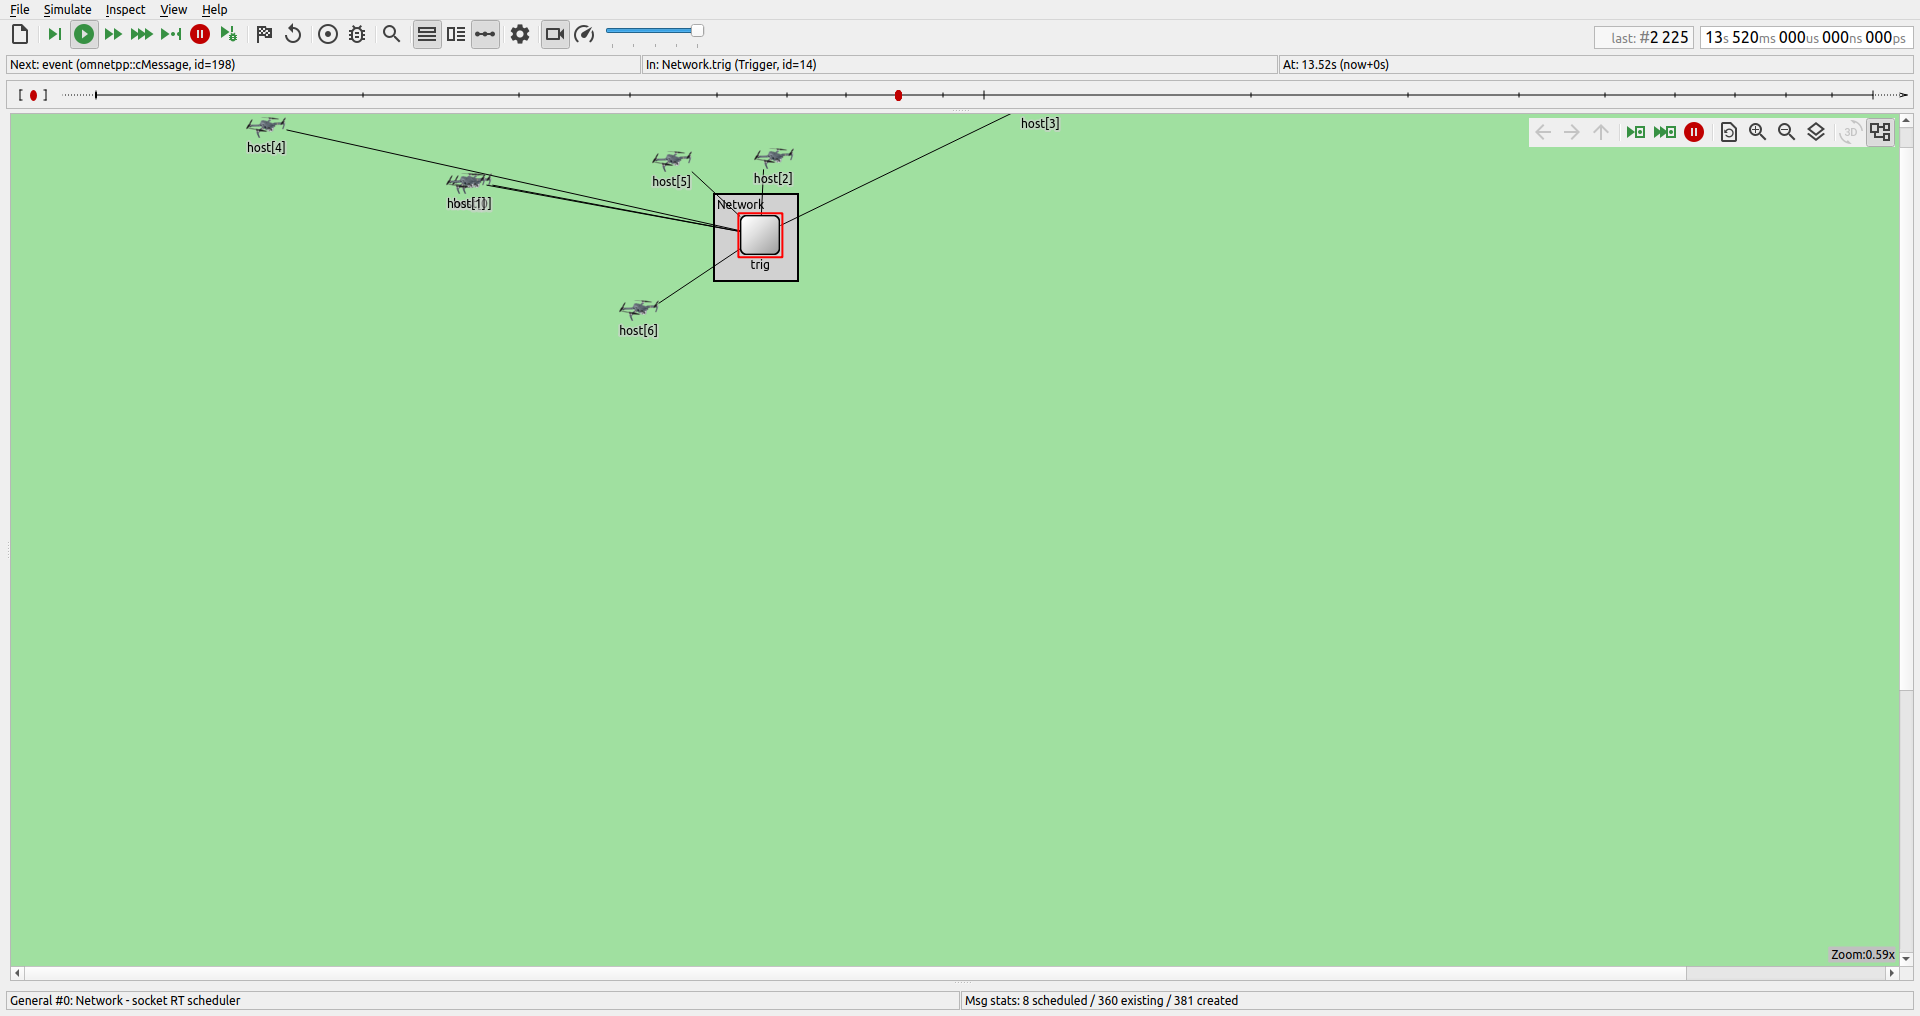 File Simulate Inspect View Help
last: #2 225
13s 520ms 000us 000ns 000ps
Next: event (omnetpp::cMessage, id=198)
In: Network.trig (Trigger, id=14)
At: 13.52s (now+0s)
host[3]
3D
host[4]
host[5]
host[2]
Network
trig
host[6]
Zoom:0.59x
General #0: Network - socket RT scheduler
Msg stats: 8 scheduled / 360 existing / 381 created